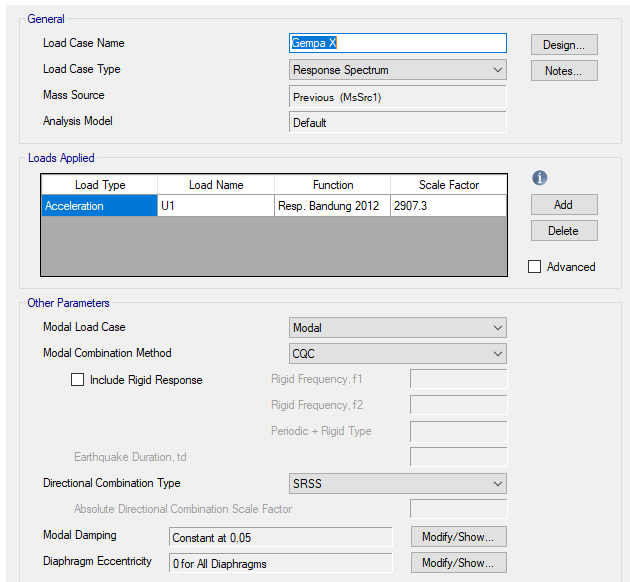 General
Load Case Name Gempa X Design...
Load Case Type Response Spectrum Notes...
Mass Source Previous (MsSrc1)
Analysis Model Default
Loads Applied
Load Type Load Name Function Scale Factor
Acceleration U1 Resp. Bandung 2012 2907.3
Add
Delete
Advanced
Other Parameters
Modal Load Case Modal
Modal Combination Method CQC
Include Rigid Response Rigid Frequency, f1
Rigid Frequency, f2
Periodic + Rigid Type
Earthquake Duration, td
Directional Combination Type SRSS
Absolute Directional Combination Scale Factor
Modal Damping Constant at 0.05 Modify/Show...
Diaphragm Eccentricity 0 for All Diaphragms Modify/Show...